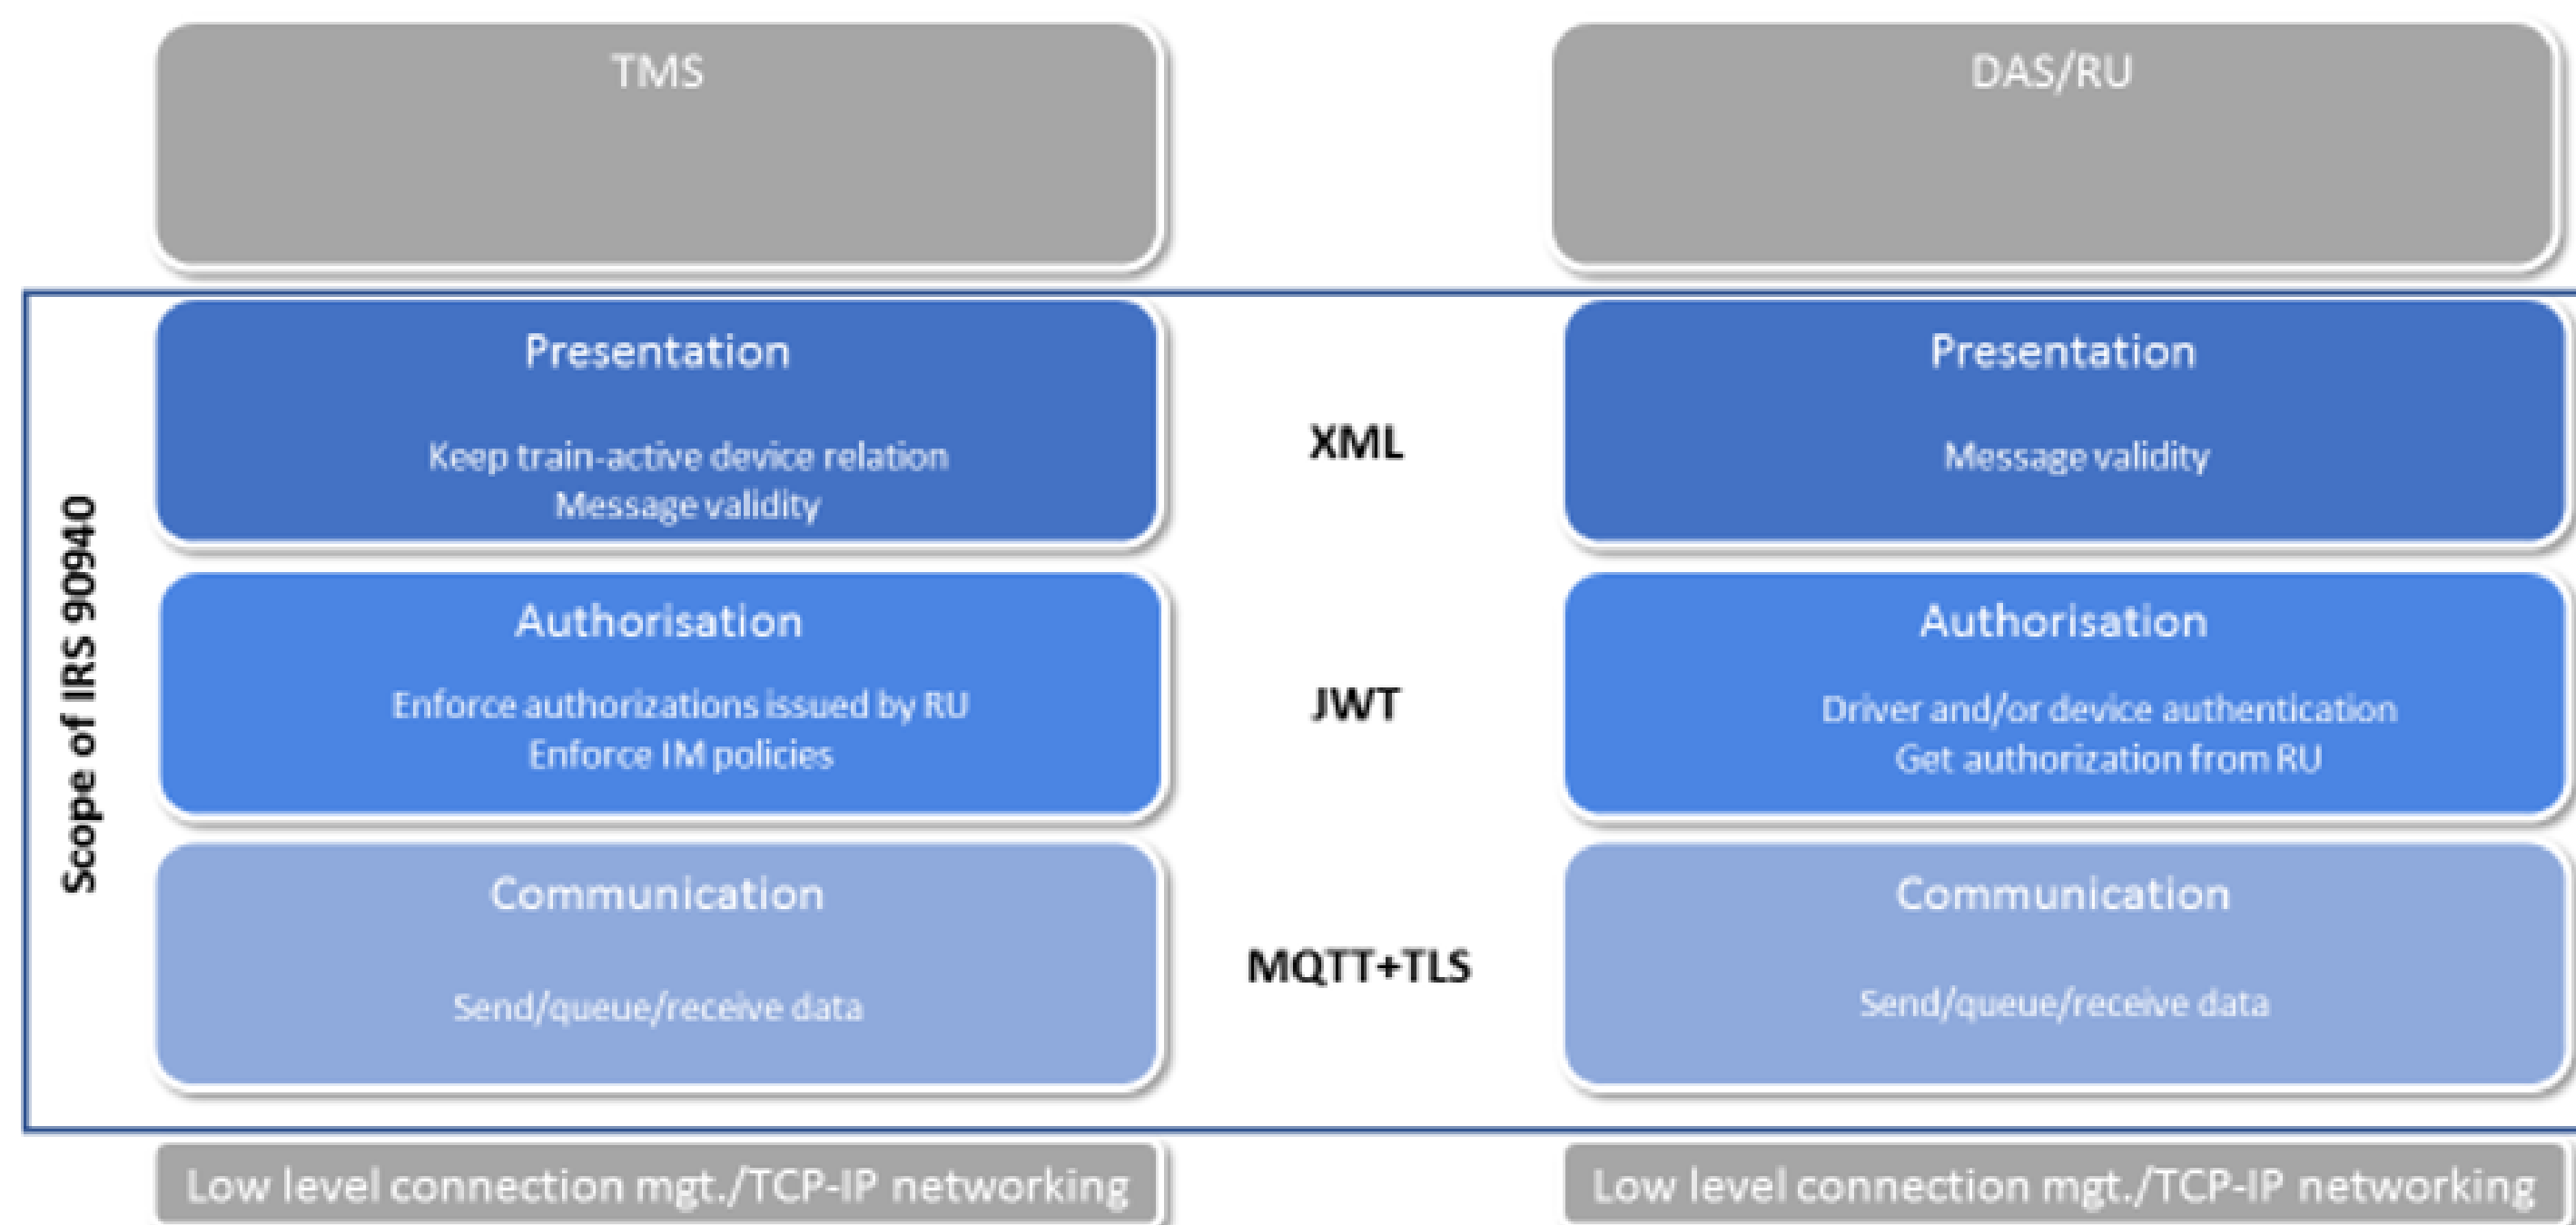 TMS
DAS/RU
Scope of IRS 90940
Presentation
Keep train-active device relation
Message validity
XML
Presentation
Message validity
Authorisation
Enforce authorizations issued by RU
Enforce IM policies
JWT
Authorisation
Driver and/or device authentication
Get authorization from RU
Communication
Send/queue/receive data
MQTT+TLS
Communication
Send/queue/receive data
Low level connection mgt./TCP-IP networking
Low level connection mgt./TCP-IP networking